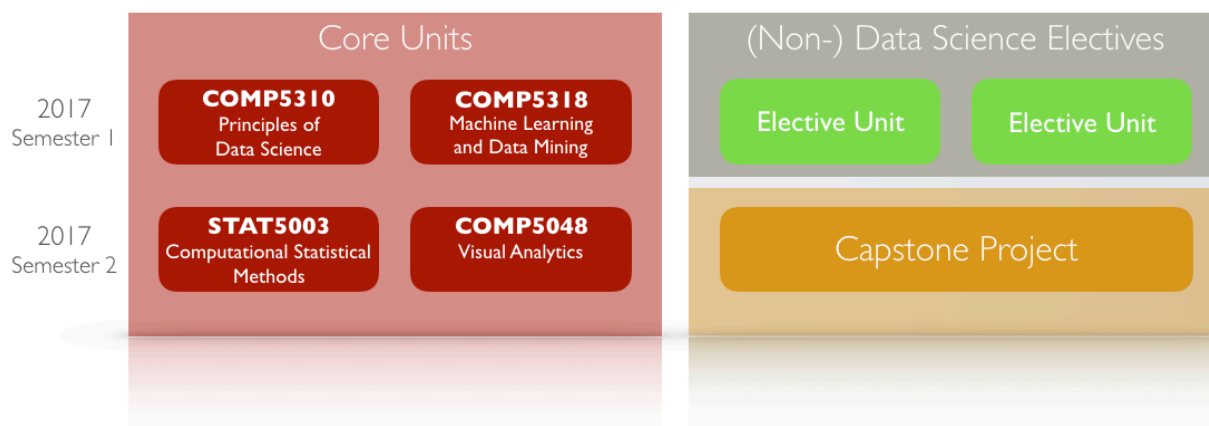 Core Units
(Non-) Data Science Electives
2017
Semester 1
COMP5310
Principles of
Data Science
COMP5318
Machine Learning
and Data Mining
Elective Unit
Elective Unit
2017
Semester 2
STAT5003
Computational Statistical
Methods
COMP5048
Visual Analytics
Capstone Project